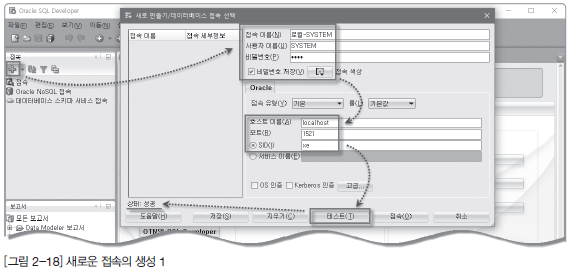 Oracle SQL Developer
파일(F) 편집(E) 보기(V) 이동(N)
새로 만들기/데이터베이스 접속 선택
접속
접속
Oracle NoSQL 접속
데이터베이스 스키마 서비스 접속
보고서
모든 보고서
Data Modeler 보고서
접속 이름 접속 세부정보
접속 이름(N) 로컬-SYSTEM
사용자 이름(U) SYSTEM
비밀번호(P) ••••
비밀번호 저장(V) 접속 색상
Oracle
접속 유형(Y) 기본 롤(L) 기본값
호스트 이름(A) localhost
포트(R) 1521
SID(I) xe
서비스 이름(E)
OS 인증 Kerberos 인증 고급...
상태: 성공
도움말(H) 저장(S) 지우기(C) 테스트(T) 접속(O) 취소
[그림 2-18] 새로운 접속의 생성 1